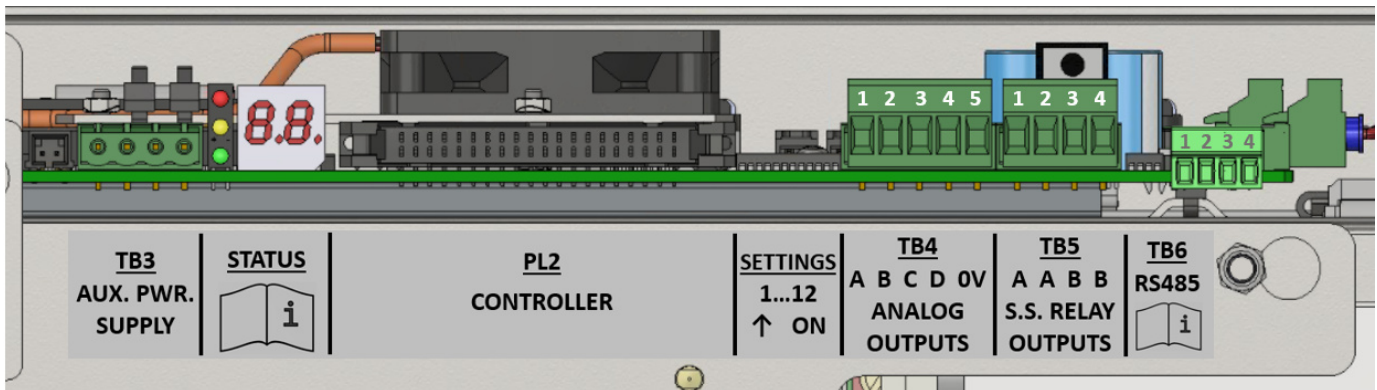 8.8.
1 2 3 4 5
1 2 3 4
1 2 3 4
TB3
AUX. PWR.
SUPPLY
STATUS
i
PL2
CONTROLLER
SETTINGS
1...12
↑ ON
TB4
A B C D 0V
ANALOG
OUTPUTS
TB5
A A B B
S.S. RELAY
OUTPUTS
TB6
RS485
i